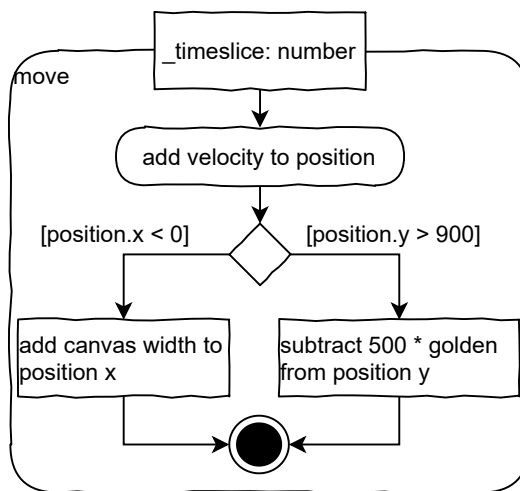 _timeslice: number
move
add velocity to position
[position.x < 0]
[position.y > 900]
add canvas width to
position x
subtract 500 * golden
from position y